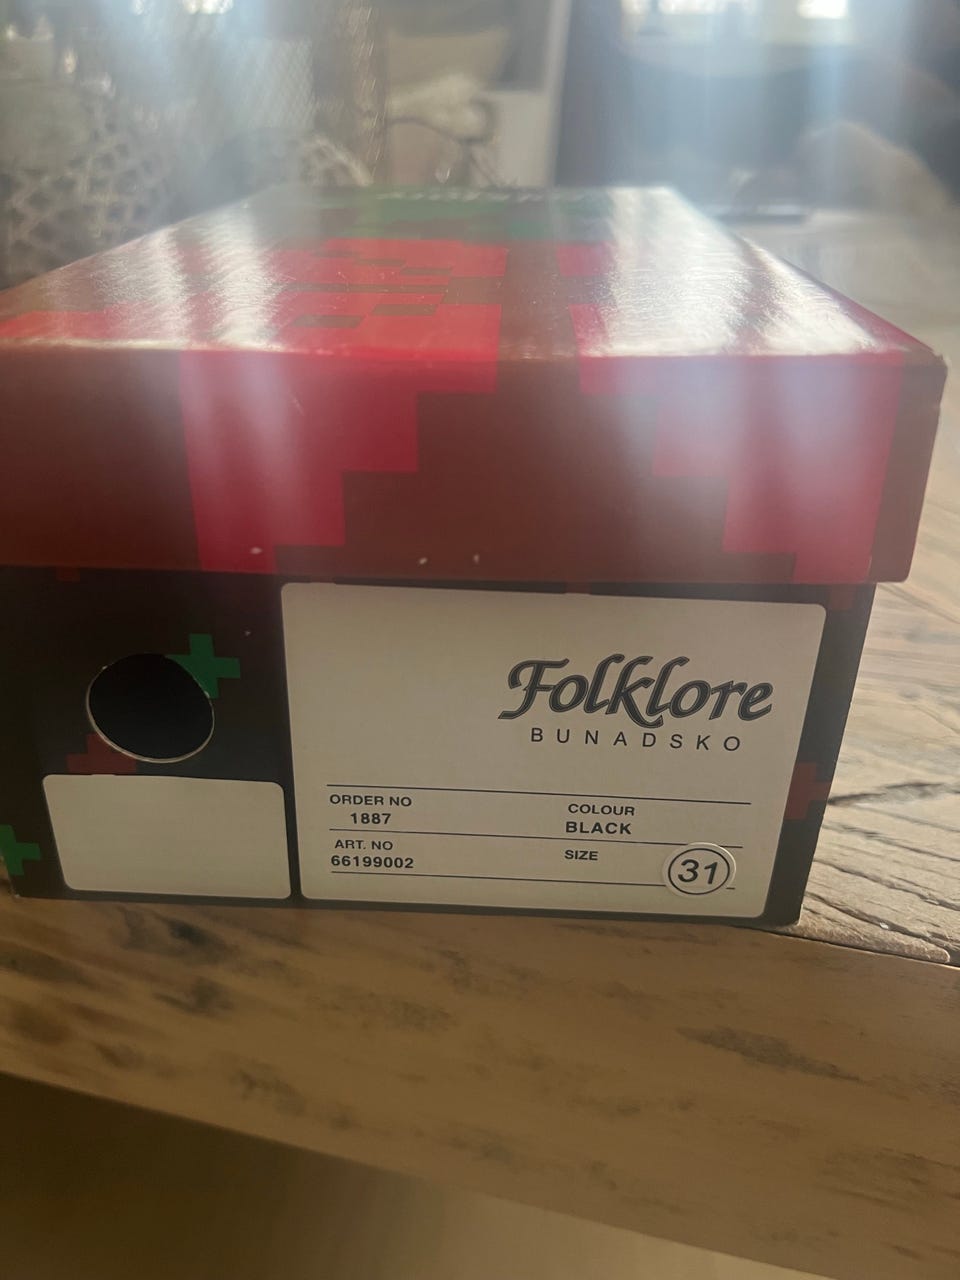 Folklore
BUNADSKO
ORDER NO
1887
COLOUR
BLACK
ART. NO
66199002
SIZE
31